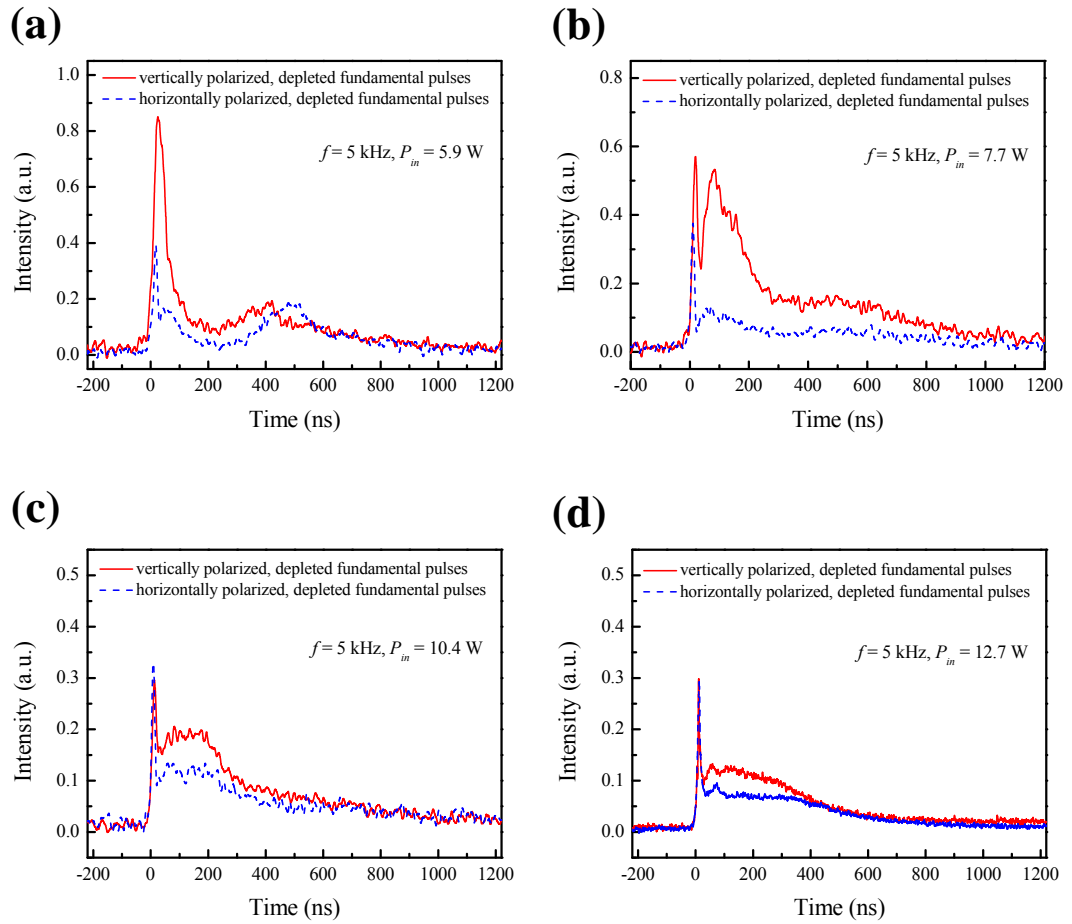 (a)
vertically polarized, depleted fundamental pulses
horizontally polarized, depleted fundamental pulses
f = 5 kHz, P_in = 5.9 W
Intensity (a.u.)
1.0
0.8
0.6
0.4
0.2
0.0
-200 0 200 400 600 800 1000 1200
Time (ns)
(b)
vertically polarized, depleted fundamental pulses
horizontally polarized, depleted fundamental pulses
f = 5 kHz, P_in = 7.7 W
Intensity (a.u.)
0.8
0.6
0.4
0.2
0.0
-200 0 200 400 600 800 1000 1200
Time (ns)
(c)
vertically polarized, depleted fundamental pulses
horizontally polarized, depleted fundamental pulses
f = 5 kHz, P_in = 10.4 W
Intensity (a.u.)
0.5
0.4
0.3
0.2
0.1
0.0
-200 0 200 400 600 800 1000 1200
Time (ns)
(d)
vertically polarized, depleted fundamental pulses
horizontally polarized, depleted fundamental pulses
f = 5 kHz, P_in = 12.7 W
Intensity (a.u.)
0.5
0.4
0.3
0.2
0.1
0.0
-200 0 200 400 600 800 1000 1200
Time (ns)